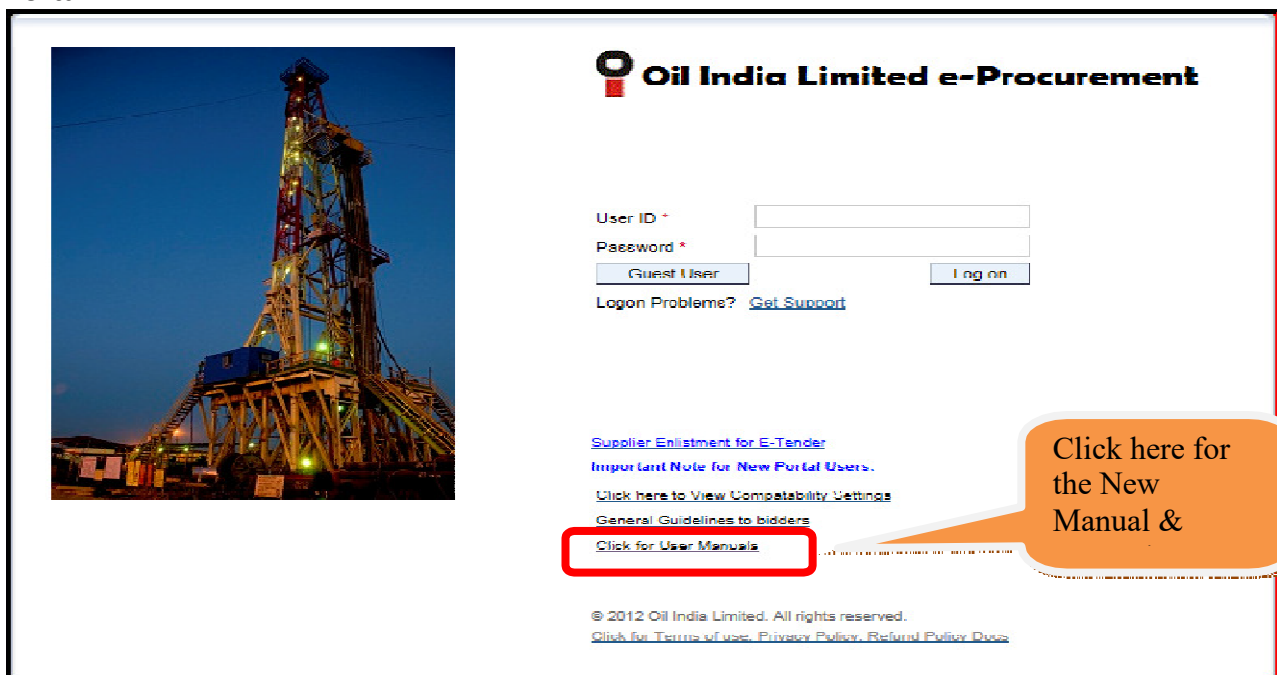 Oil India Limited e-Procurement
User ID *
Password *
Guest User
Log on
Logon Problems? Get Support
Supplier Enlistment for E-Tender
Important Note for New Portal Users.
Click here to View Compatability Settings
General Guidelines to bidders
Click for User Manuals
Click here for
the New
Manual &
© 2012 Oil India Limited. All rights reserved.
Click for Terms of use, Privacy Policy, Refund Policy Docs